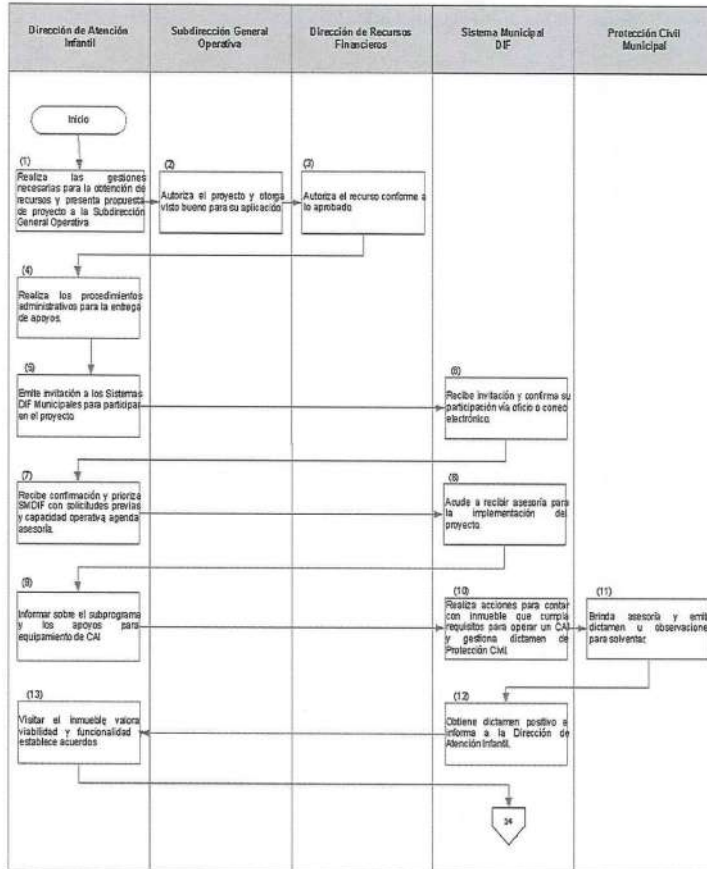 Dirección de Atención
Infantil
Subdirección General
Operativa
Dirección de Recursos
Financieros
Sistema Municipal
DIF
Protección Civil
Municipal
Inicio
(1)
Realiza las gestiones
necesarias para la obtención de
recursos y presenta propuesta
de proyecto a la Subdirección
General Operativa
(2)
Autoriza el proyecto y otorga
visto bueno para su aplicación
(3)
Autoriza el recurso conforme a
lo aprobado
(4)
Realiza los procedimientos
administrativos para la entrega
de apoyos.
(5)
Emite invitación a los Sistemas
DIF Municipales para participar
en el proyecto
(6)
Recibe invitación y confirma su
participación vía oficio o correo
electrónico.
(7)
Recibe confirmación y prioriza
SMDIF con solicitudes previas
y capacidad operativa, agenda
asesoría.
(8)
Acude a recibir asesoría para
la implementación del
proyecto
(9)
Informar sobre el subprograma
y los apoyos para
equipamiento de CAI
(10)
Realiza acciones para contar
con inmueble que cumpla
requisitos para operar un CAI
y gestiona dictamen de
Protección Civil.
(11)
Brinda asesoría y emite
dictamen u observaciones
para solventar.
(12)
Obtiene dictamen positivo e
informa a la Dirección de
Atención Infantil.
(13)
Visitar el inmueble valora
viabilidad y funcionalidad
establece acuerdos